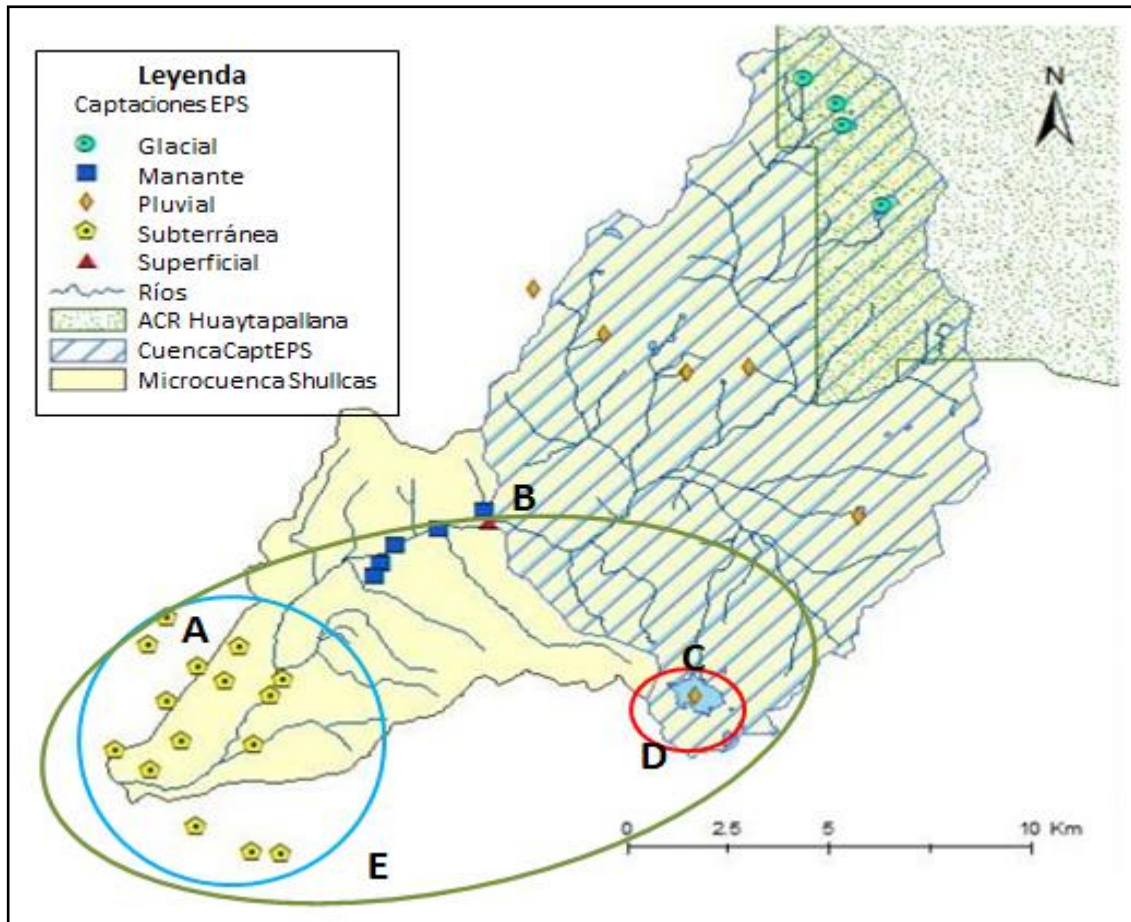 Leyenda
Captaciones EPS
Glacial
Manante
Pluvial
Subterránea
Superficial
Ríos
ACR Huaytapallana
CuencaCaptEPS
Microcuenca Shullcas
N
B
A
C
D
0 2.5 5 10 Km
E